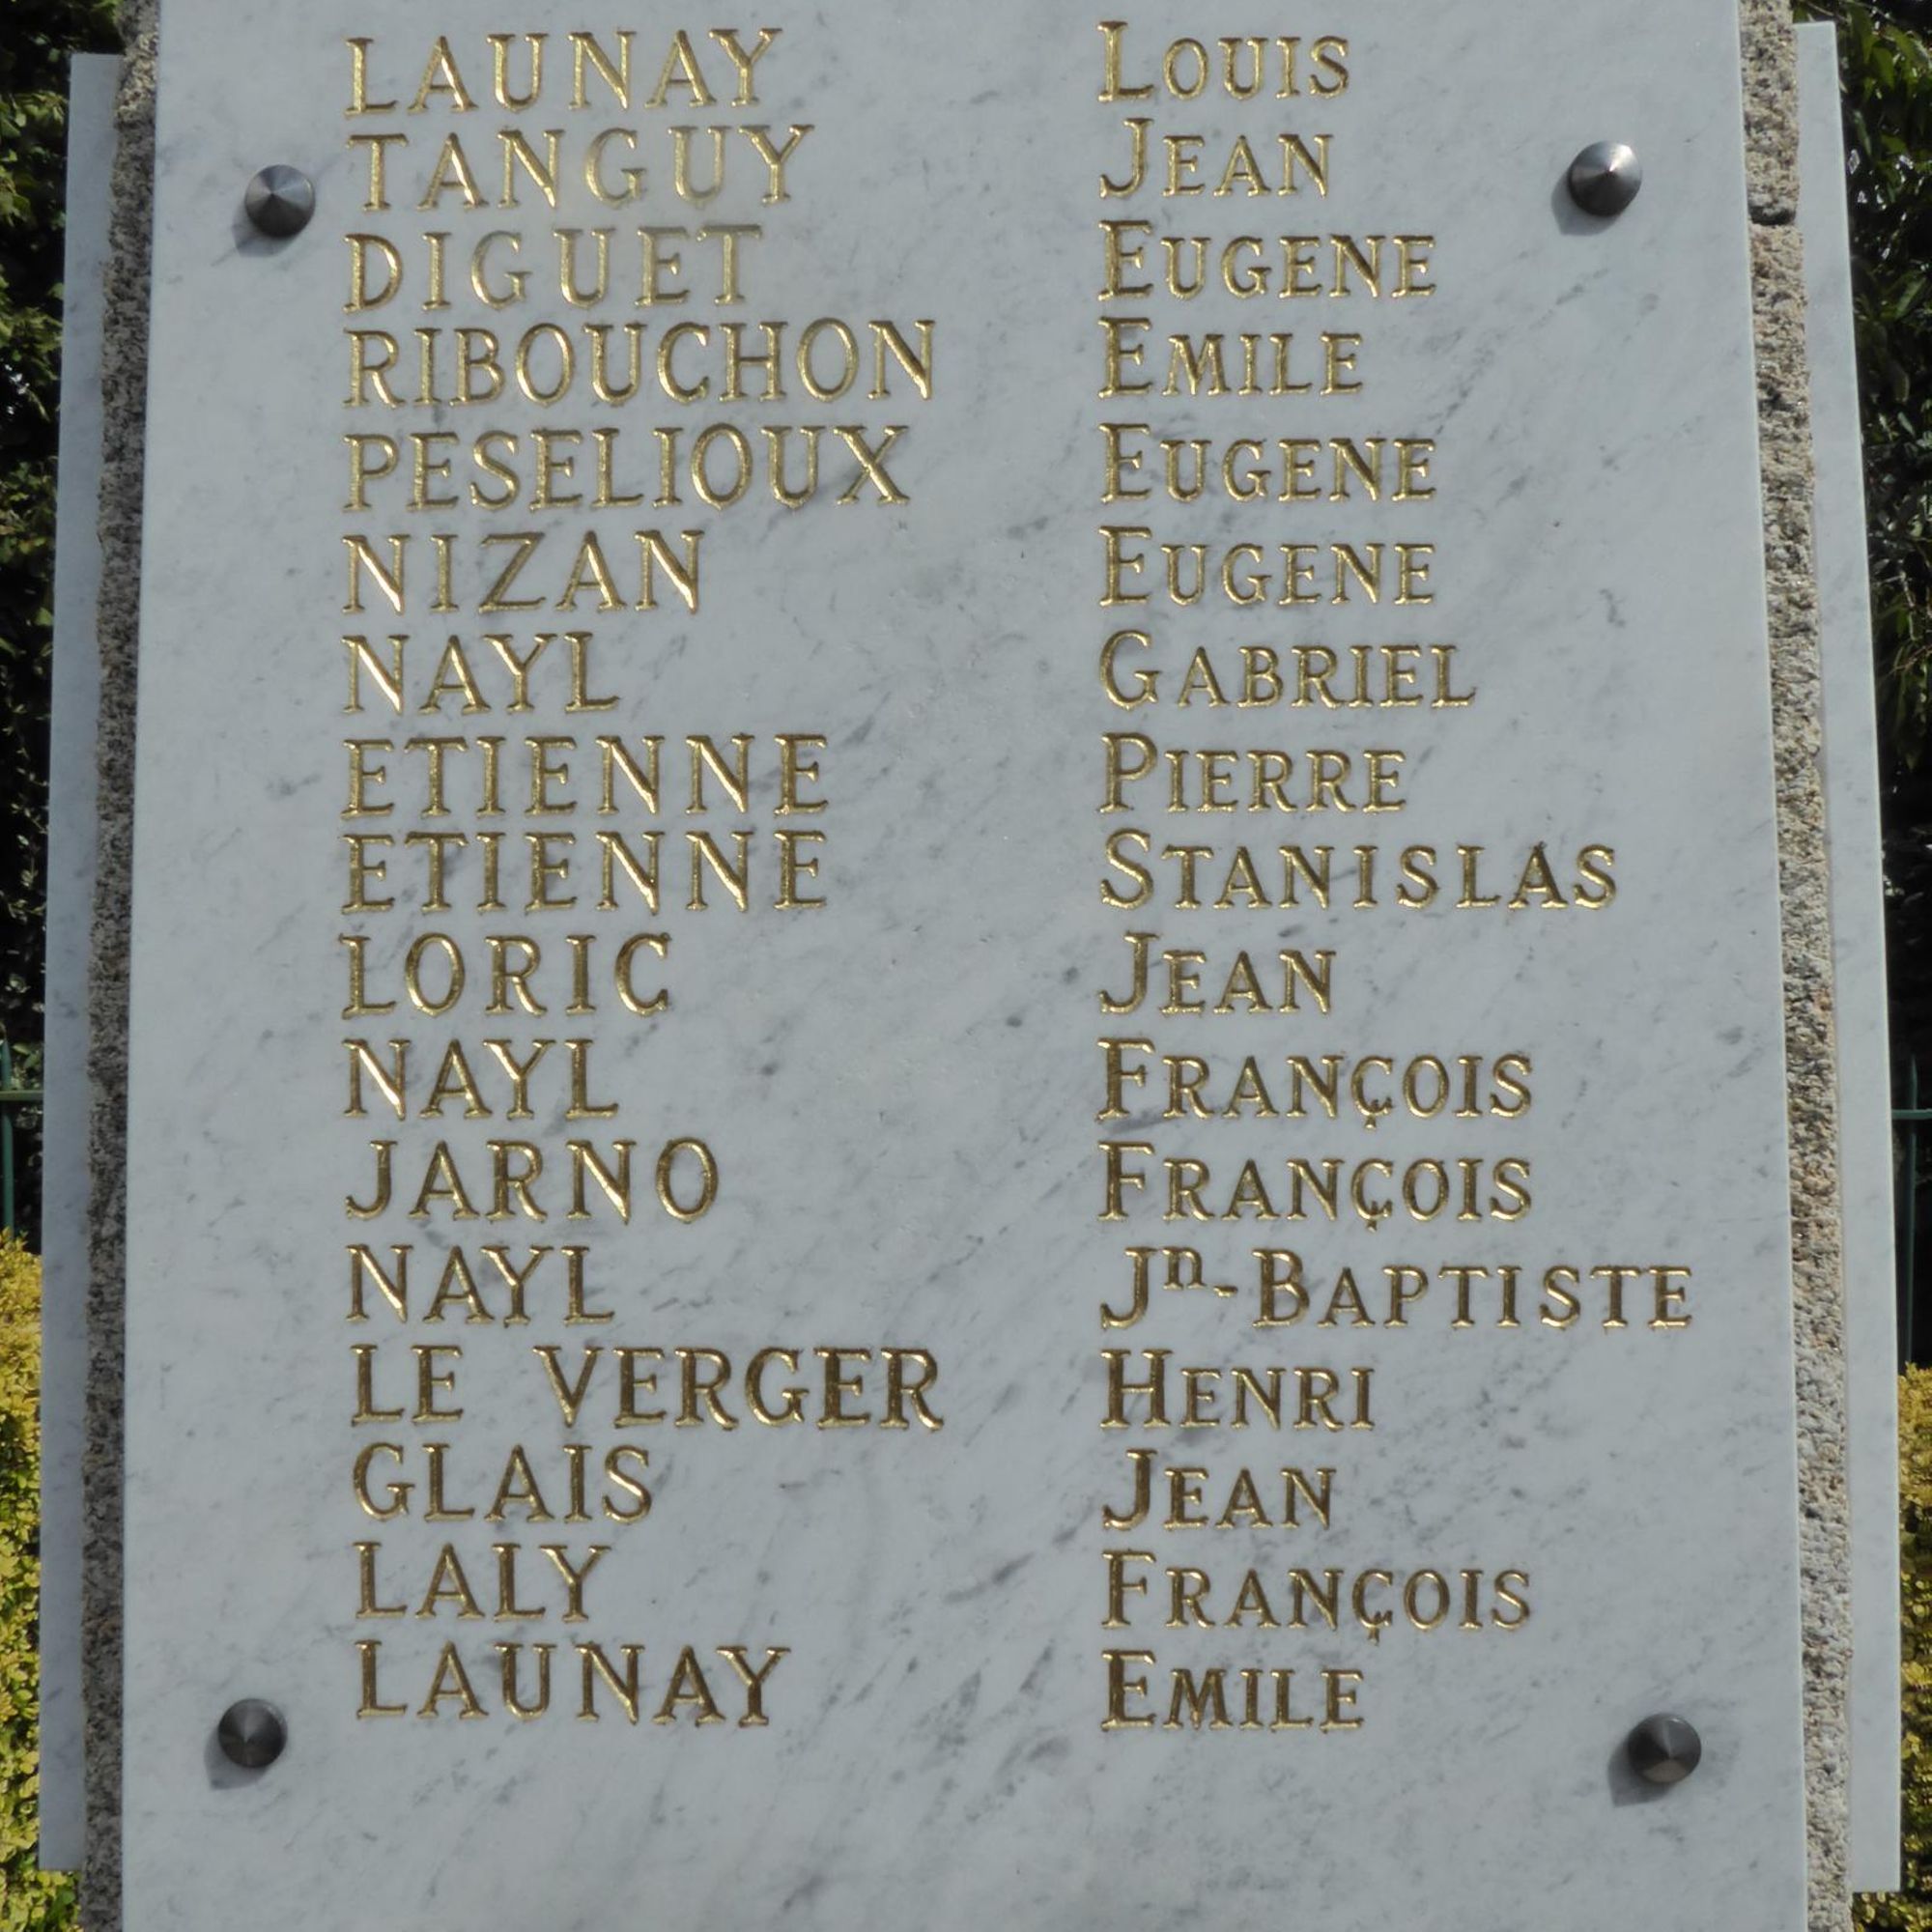 LAUNAY LOUIS
TANGUY JEAN
DIGUET EUGENE
RIBOUCHON EMILE
PESELIOUX EUGENE
NIZAN EUGENE
NAYL GABRIEL
ETIENNE PIERRE
ETIENNE STANISLAS
LORIC JEAN
NAYL FRANÇOIS
JARNO FRANÇOIS
NAYL Jn-BAPTISTE
LE VERGER HENRI
GLAIS JEAN
LALY FRANÇOIS
LAUNAY EMILE